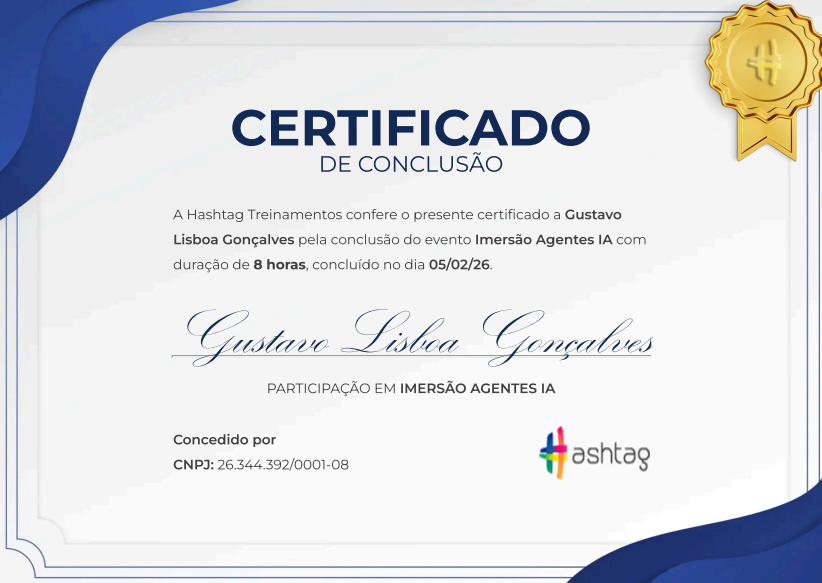 CERTIFICADO
DE CONCLUSÃO
A Hashtag Treinamentos confere o presente certificado a Gustavo
Lisboa Gonçalves pela conclusão do evento Imersão Agentes IA com
duração de 8 horas, concluído no dia 05/02/26.
Gustavo Lisboa Gonçalves
PARTICIPAÇÃO EM IMERSÃO AGENTES IA
Concedido por
CNPJ: 26.344.392/0001-08
Hashtag